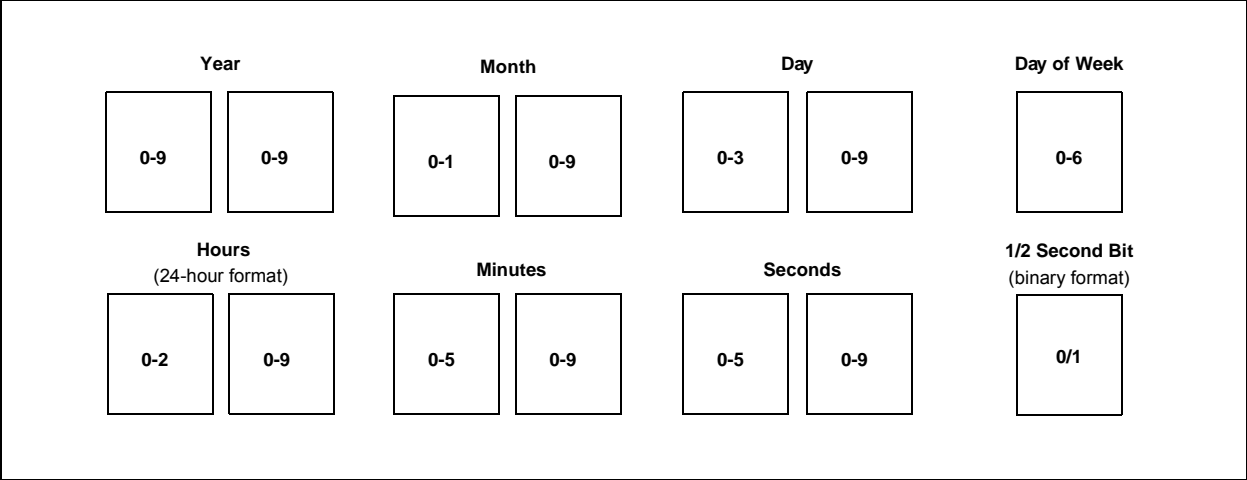 Year
Month
Day
Day of Week
0-9 0-9
0-1 0-9
0-3 0-9
0-6
Hours
(24-hour format)
Minutes
Seconds
1/2 Second Bit
(binary format)
0-2 0-9
0-5 0-9
0-5 0-9
0/1